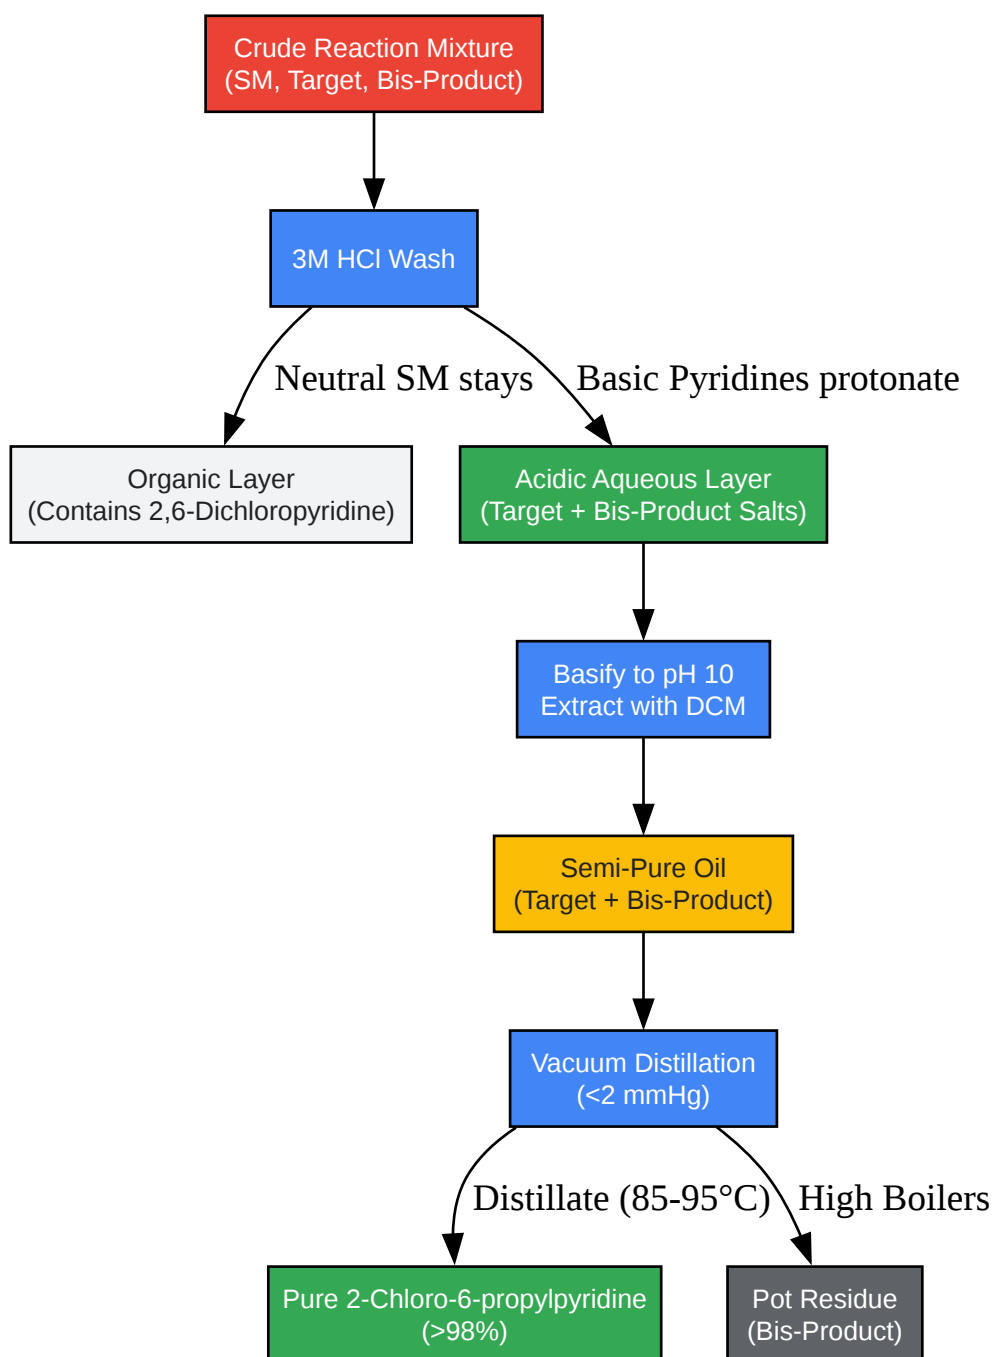 Crude Reaction Mixture
(SM, Target, Bis-Product)
3M HCl Wash
Neutral SM stays
Basic Pyridines protonate
Organic Layer
(Contains 2,6-Dichloropyridine)
Acidic Aqueous Layer
(Target + Bis-Product Salts)
Basify to pH 10
Extract with DCM
Semi-Pure Oil
(Target + Bis-Product)
Vacuum Distillation
(<2 mmHg)
Distillate (85-95°C)
High Boilers
Pure 2-Chloro-6-propylpyridine
(>98%)
Pot Residue
(Bis-Product)